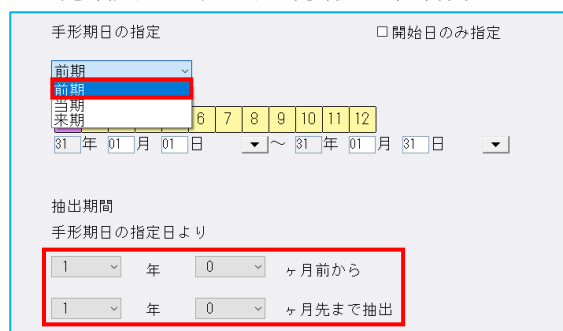 手形期日の指定 □開始日のみ指定
前期
前期
当期
来期
6 7 8 9 10 11 12
31 年 01 月 01 日 ～ 31 年 01 月 31 日
抽出期間
手形期日の指定日より
1 年 0 ヶ月前から
1 年 0 ヶ月先まで抽出